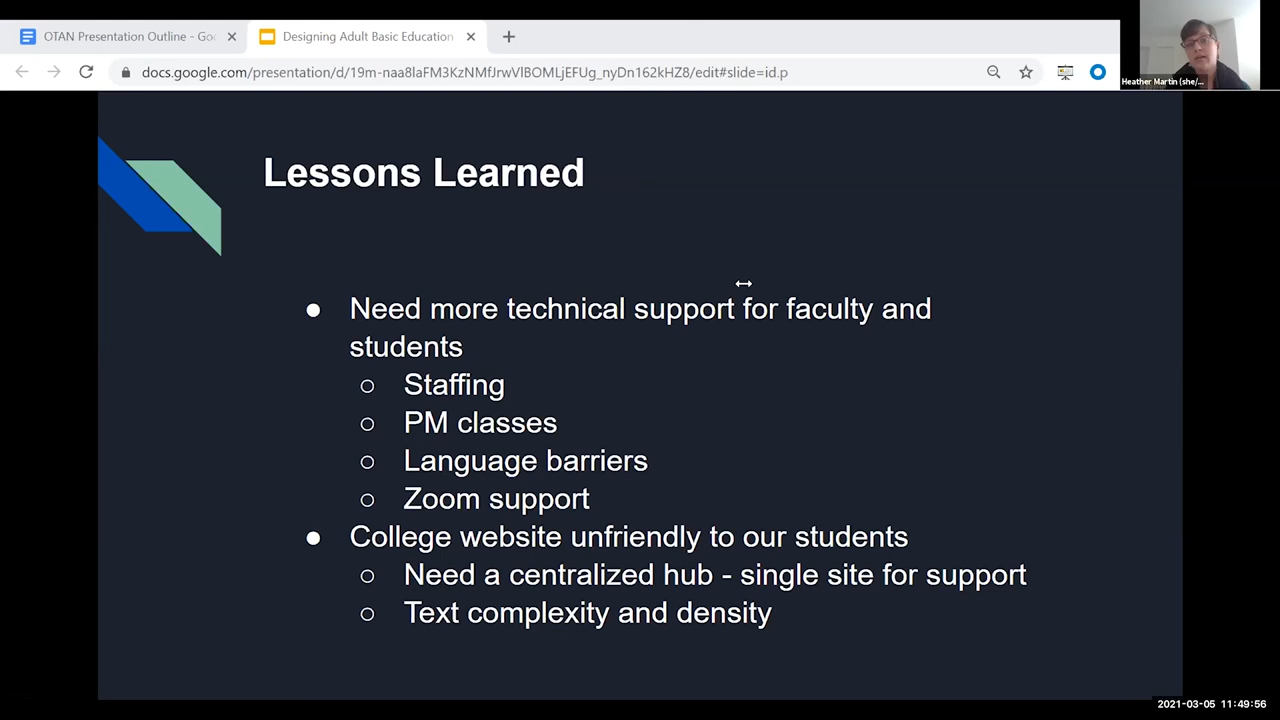 OTAN Presentation Outline - Goo
Designing Adult Basic Education
docs.google.com/presentation/d/19m-nao8laFM3KzNMfJrwVlBOMLjEFUg_nyDn162kHZ8/edit#slide=id.p
Heather Martin (she/...
Lessons Learned
● Need more technical support for faculty and
students
○ Staffing
○ PM classes
○ Language barriers
○ Zoom support
● College website unfriendly to our students
○ Need a centralized hub - single site for support
○ Text complexity and density
2021-03-05 11:49:56